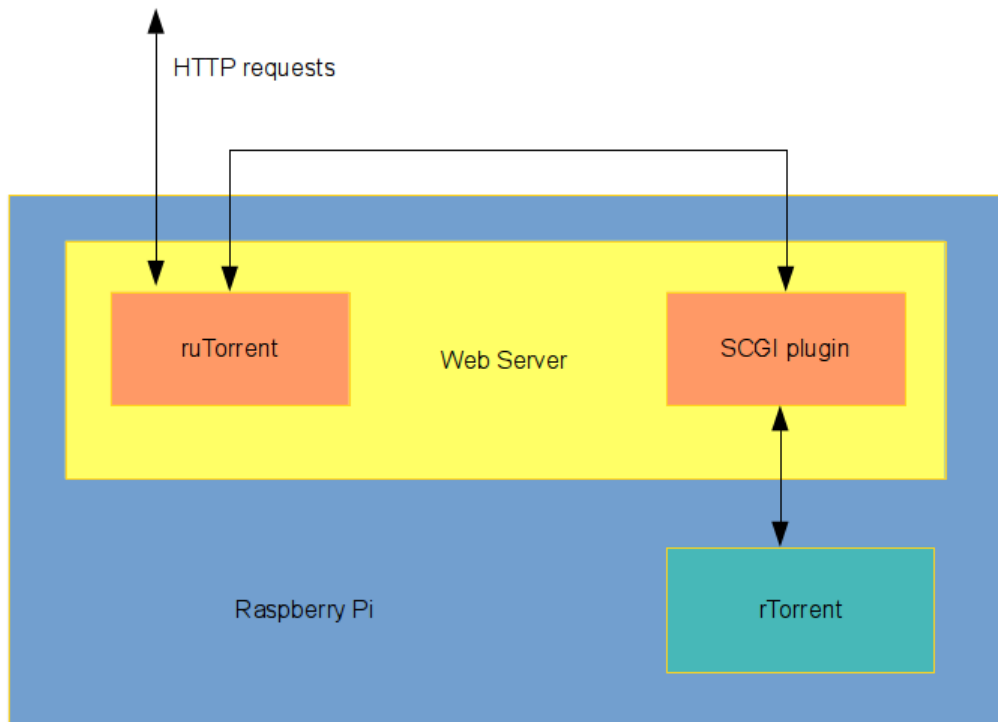 HTTP requests
ruTorrent
SCGI plugin
Web Server
Raspberry Pi
rTorrent